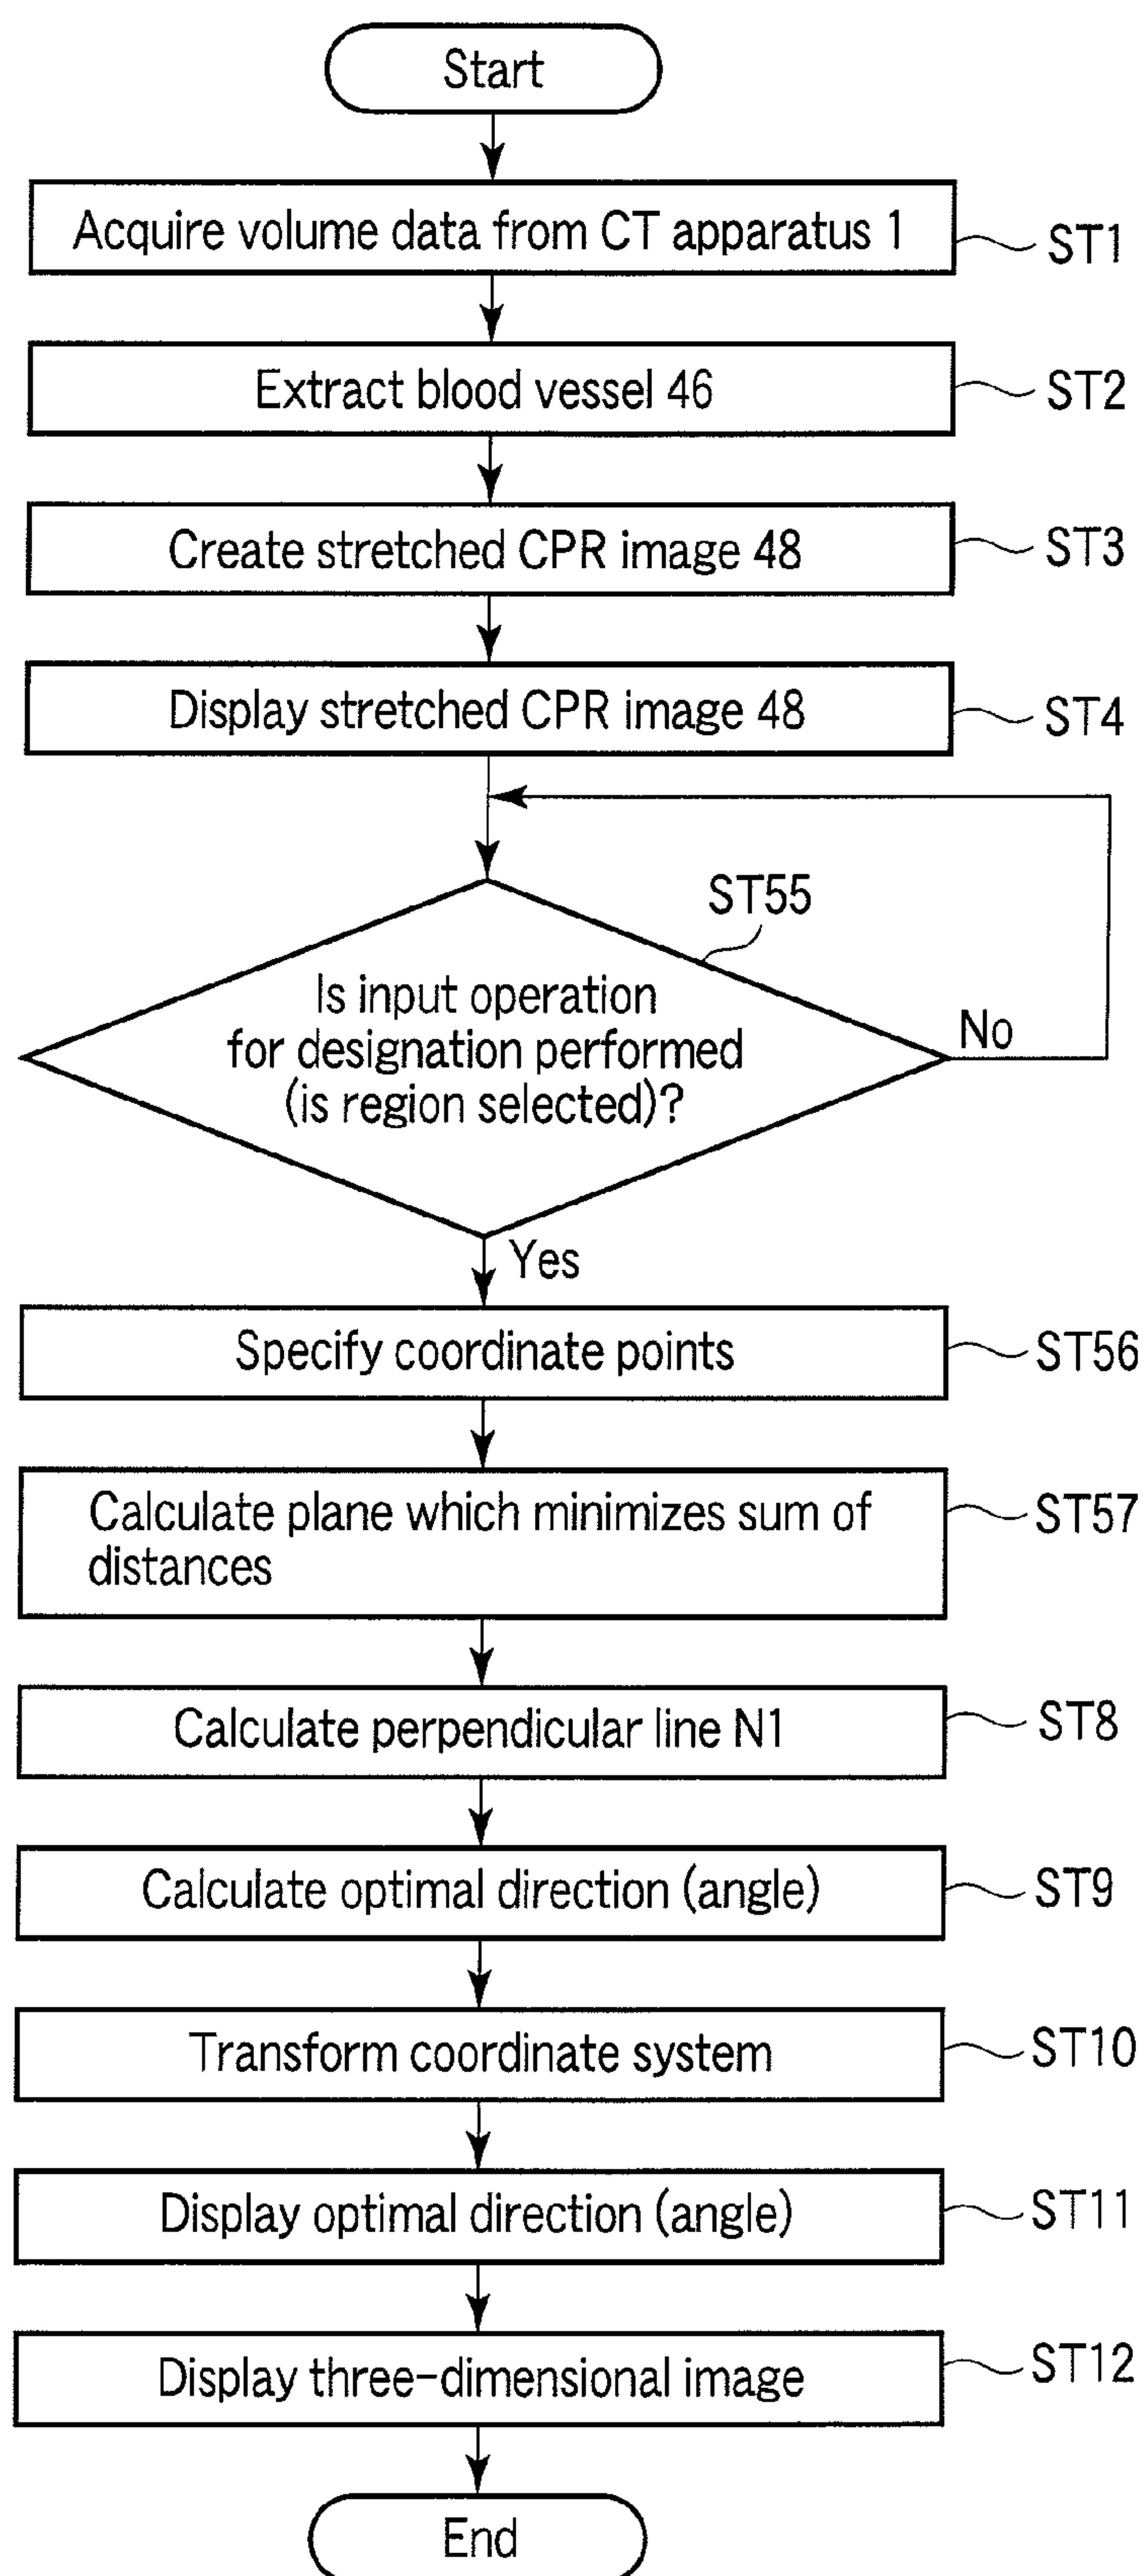 Start
Acquire volume data from CT apparatus 1
ST1
Extract blood vessel 46
ST2
Create stretched CPR image 48
ST3
Display stretched CPR image 48
ST4
ST55
Is input operation
for designation performed
(is region selected)?
No
Yes
Specify coordinate points
ST56
Calculate plane which minimizes sum of
distances
ST57
Calculate perpendicular line N1
ST8
Calculate optimal direction (angle)
ST9
Transform coordinate system
ST10
Display optimal direction (angle)
ST11
Display three-dimensional image
ST12
End